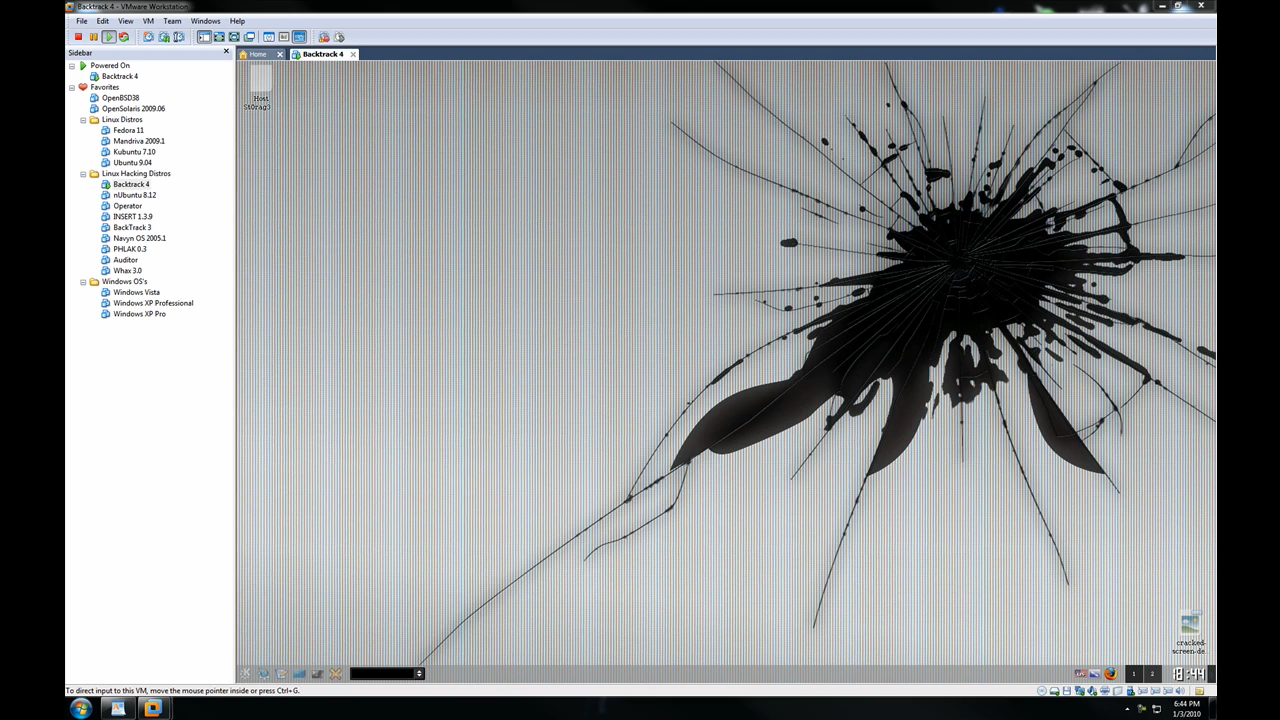 Backtrack 4 - VMware Workstation
File Edit View VM Team Windows Help
Sidebar
Home
Backtrack 4
Powered On
Backtrack 4
Favorites
OpenBSD38
OpenSolaris 2009.06
Linux Distros
Fedora 11
Mandriva 2009.1
Kubuntu 7.10
Ubuntu 9.04
Linux Hacking Distros
Backtrack 4
nUbuntu 8.12
Operator
INSERT 1.3.9
BackTrack 3
Navyn OS 2005.1
PHLAK 0.3
Auditor
Whax 3.0
Windows OS's
Windows Vista
Windows XP Professional
Windows XP Pro
Host
St0rag3
cracked-
screen-de...
1 2
18:44
To direct input to this VM, move the mouse pointer inside or press Ctrl+G.
6:44 PM
1/3/2010